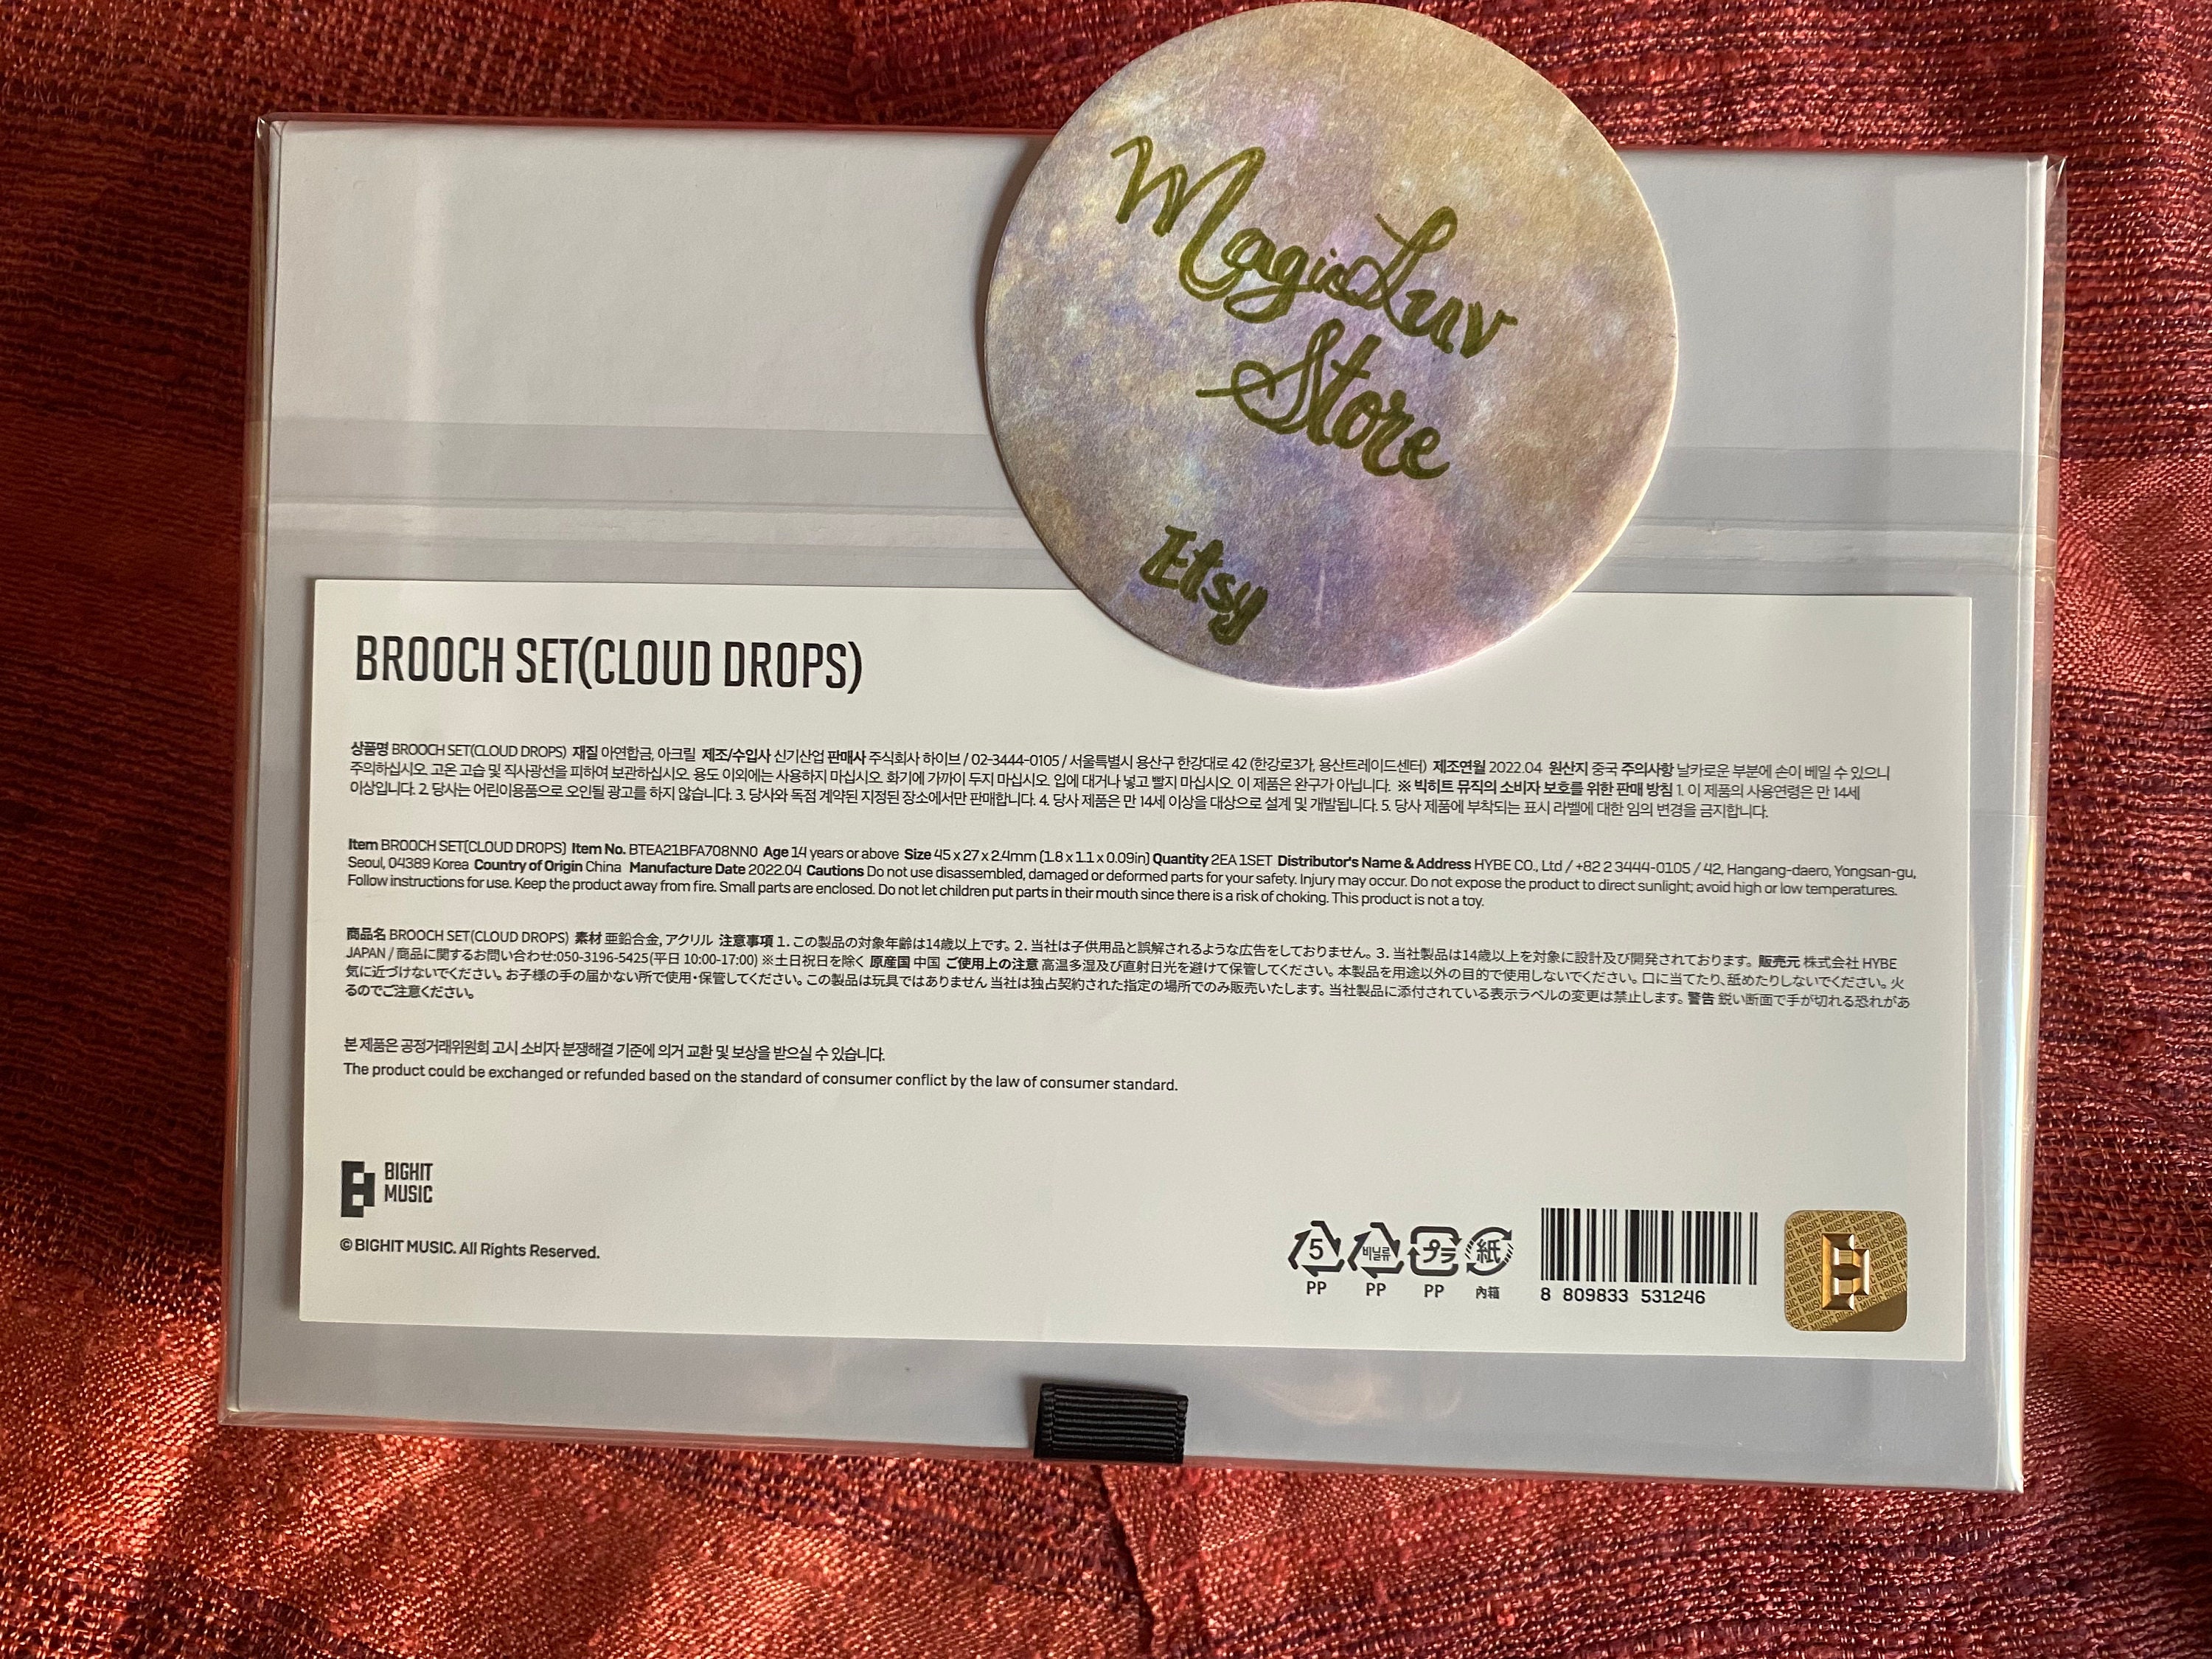 MagicLuv
Store
Etsy
BROOCH SET(CLOUD DROPS)
상품명 BROOCH SET(CLOUD DROPS) 재질 아연합금, 아크릴 제조/수입사 신기산업 판매사 주식회사 하이브 / 02-3444-0105 / 서울특별시 용산구 한강대로 42 (한강로3가, 용산트레이드센터) 제조연월 2022.04 원산지 중국 주의사항 날카로운 부분에 손이 베일 수 있으니
주의하십시오. 고온 고습 및 직사광선을 피하여 보관하십시오. 용도 이외에는 사용하지 마십시오. 화기에 가까이 두지 마십시오. 입에 대거나 넣고 빨지 마십시오. 이 제품은 완구가 아닙니다. ※ 빅히트 뮤직의 소비자 보호를 위한 판매 방침 1. 이 제품의 사용연령은 만 14세
이상입니다. 2. 당사는 어린이용품으로 오인될 광고를 하지 않습니다. 3. 당사와 독점 계약된 지정된 장소에서만 판매합니다. 4. 당사 제품은 만 14세 이상을 대상으로 설계 및 개발됩니다. 5. 당사 제품에 부착되는 표시 라벨에 대한 임의 변경을 금지합니다.
Item BROOCH SET(CLOUD DROPS) Item No. BTEA21BFA708NN0 Age 14 years or above Size 45 x 27 x 2.4mm (1.8 x 1.1 x 0.09in) Quantity 2EA 1SET Distributor's Name & Address HYBE CO., Ltd / +82 2 3444-0105 / 42, Hangang-daero, Yongsan-gu,
Seoul, 04389 Korea Country of Origin China Manufacture Date 2022.04 Cautions Do not use disassembled, damaged or deformed parts for your safety. Injury may occur. Do not expose the product to direct sunlight; avoid high or low temperatures.
Follow instructions for use. Keep the product away from fire. Small parts are enclosed. Do not let children put parts in their mouth since there is a risk of choking. This product is not a toy.
商品名 BROOCH SET(CLOUD DROPS) 素材 亜鉛合金, アクリル 注意事項 1. この製品の対象年齢は14歳以上です。2. 当社は子供用品と誤解されるような広告をしておりません。3. 当社製品は14歳以上を対象に設計及び開発されております。販売元 株式会社 HYBE
JAPAN / 商品に関するお問い合わせ:050-3196-5425(平日 10:00-17:00) ※土日祝日を除く 原産国 中国 ご使用上の注意 高温多湿及び直射日光を避けて保管してください。本製品を用途以外の目的で使用しないでください。口に当てたり、舐めたりしないでください。火
気に近づけないでください。お子様の手の届かない所で使用・保管してください。この製品は玩具ではありません 当社は独占契約された指定の場所でのみ販売いたします。当社製品に添付されている表示ラベルの変更は禁止します。警告 鋭い断面で手が切れる恐れがあ
るのでご注意ください。
본 제품은 공정거래위원회 고시 소비자 분쟁해결 기준에 의거 교환 및 보상을 받으실 수 있습니다.
The product could be exchanged or refunded based on the standard of consumer conflict by the law of consumer standard.
BIGHIT
MUSIC
© BIGHIT MUSIC. All Rights Reserved.
5 비닐류 プラ 紙
PP PP PP 内箱
8 809833 531246
BIGHIT MUSIC